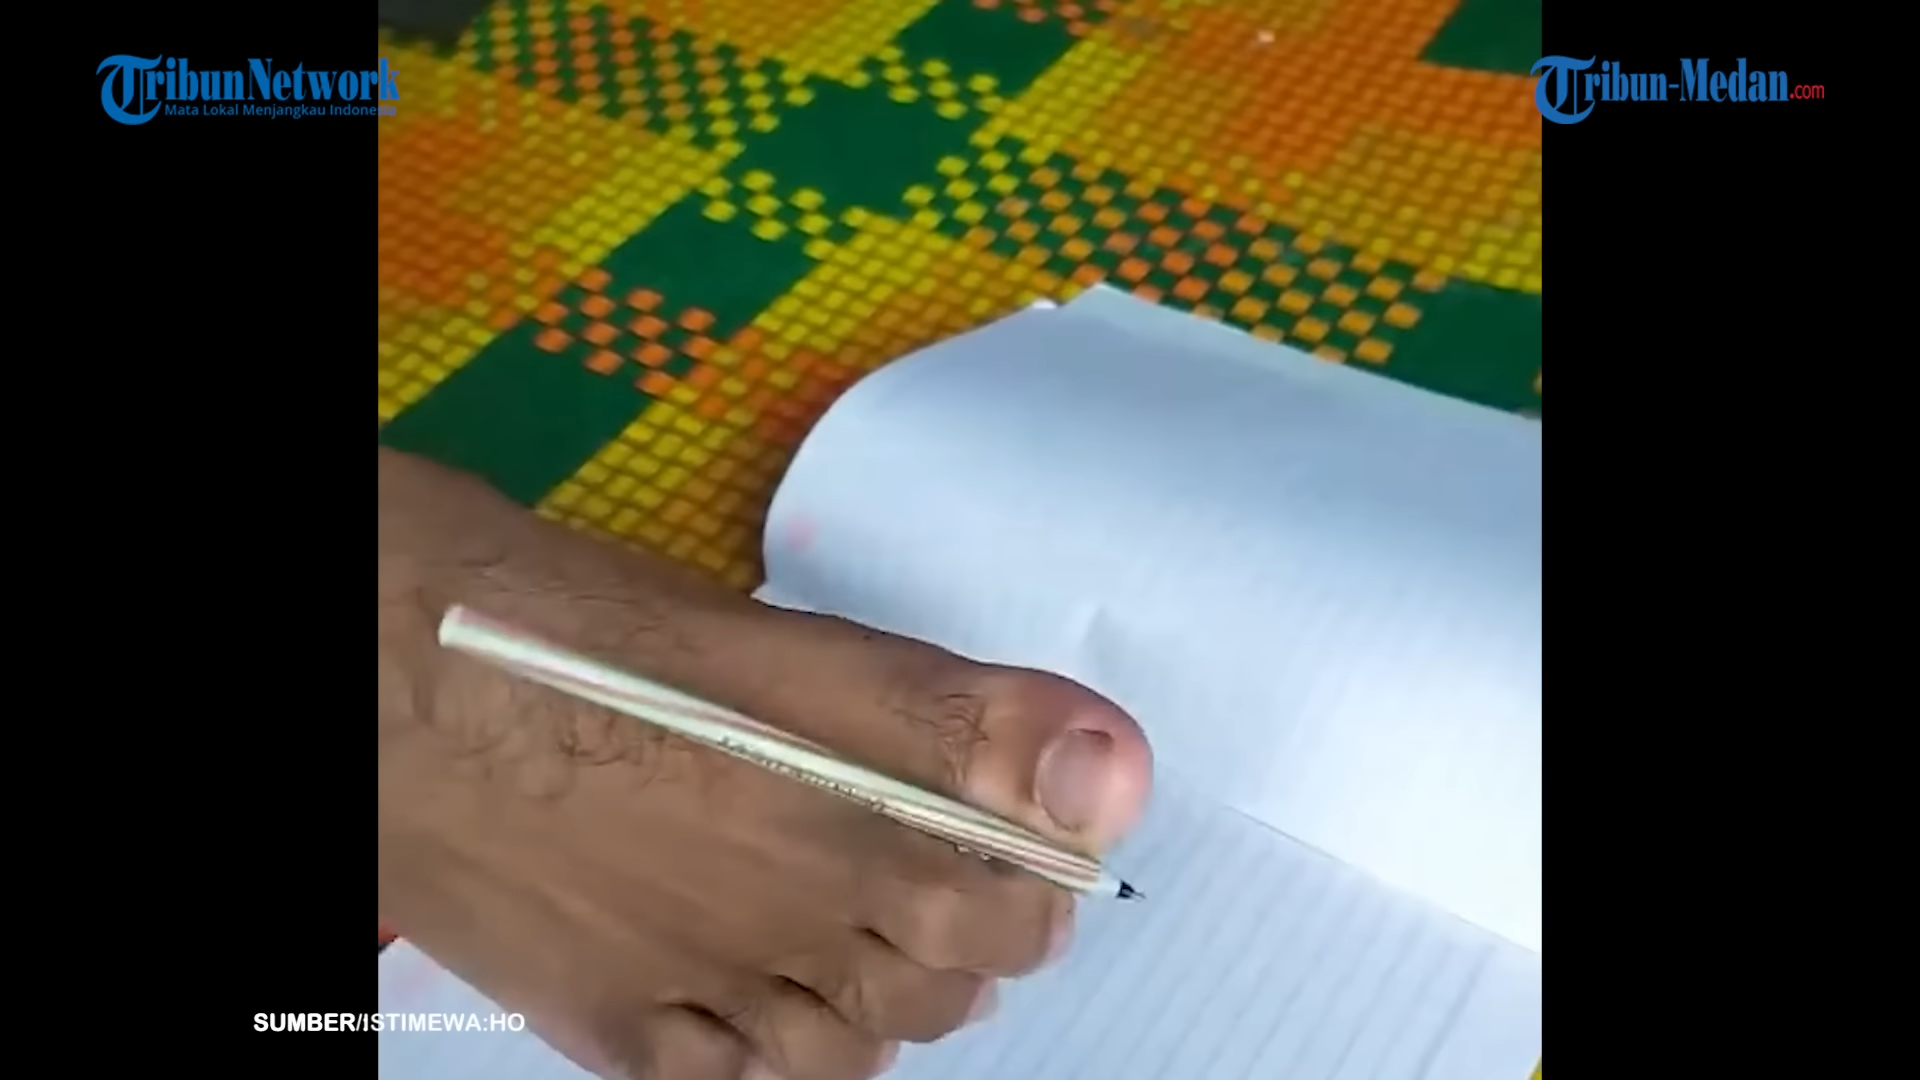 TribunNetwork
Mata Lokal Menjangkau Indonesia
Tribun-Medan.com
SUMBER/ISTIMEWA:HO